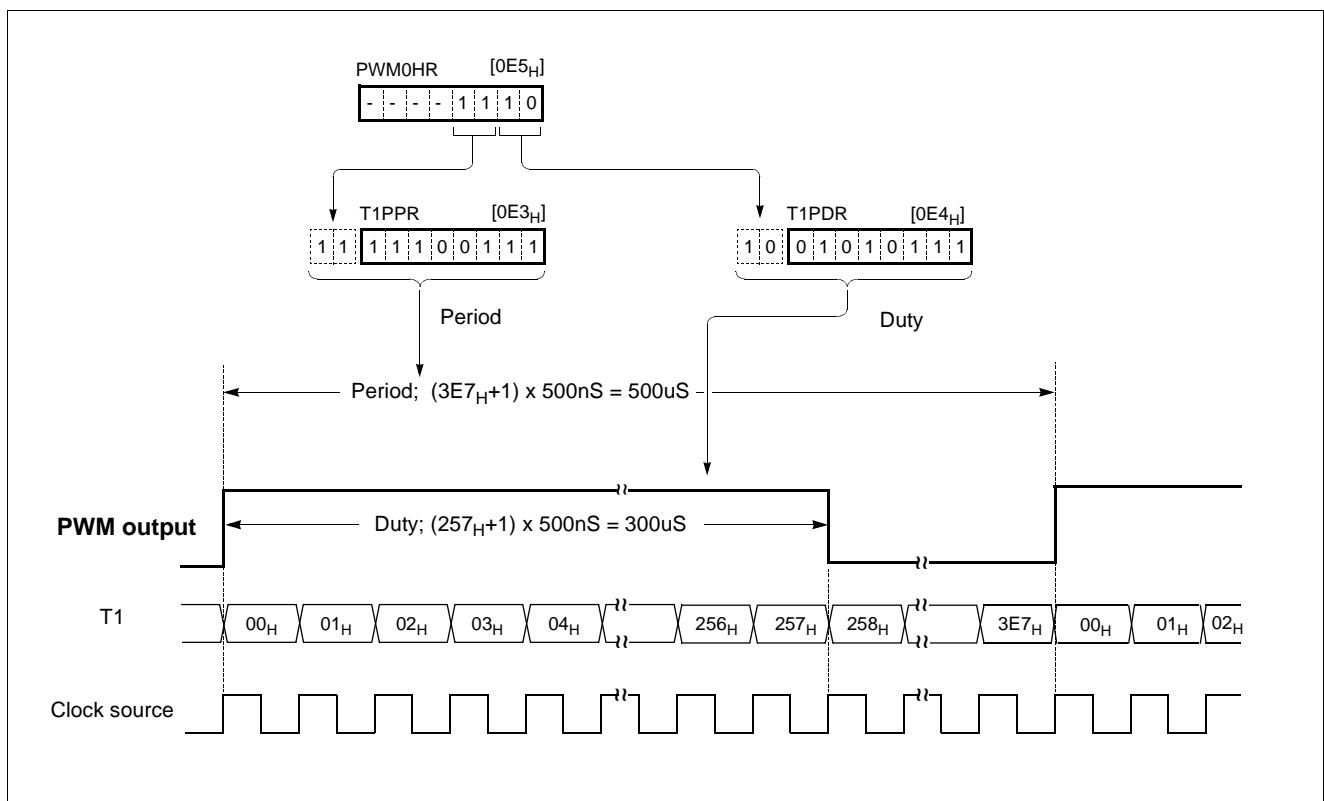 PWM0HR [0E5H]
- - - - 1 1 1 0
T1PPR [0E3H] T1PDR [0E4H]
1 1 1 1 1 0 0 1 1 1 1 0 0 1 0 1 0 1 1 1
Period Duty
Period; (3E7H+1) x 500nS = 500uS
PWM output Duty; (257H+1) x 500nS = 300uS
T1 00H 01H 02H 03H 04H 256H 257H 258H 3E7H 00H 01H 02H
Clock source